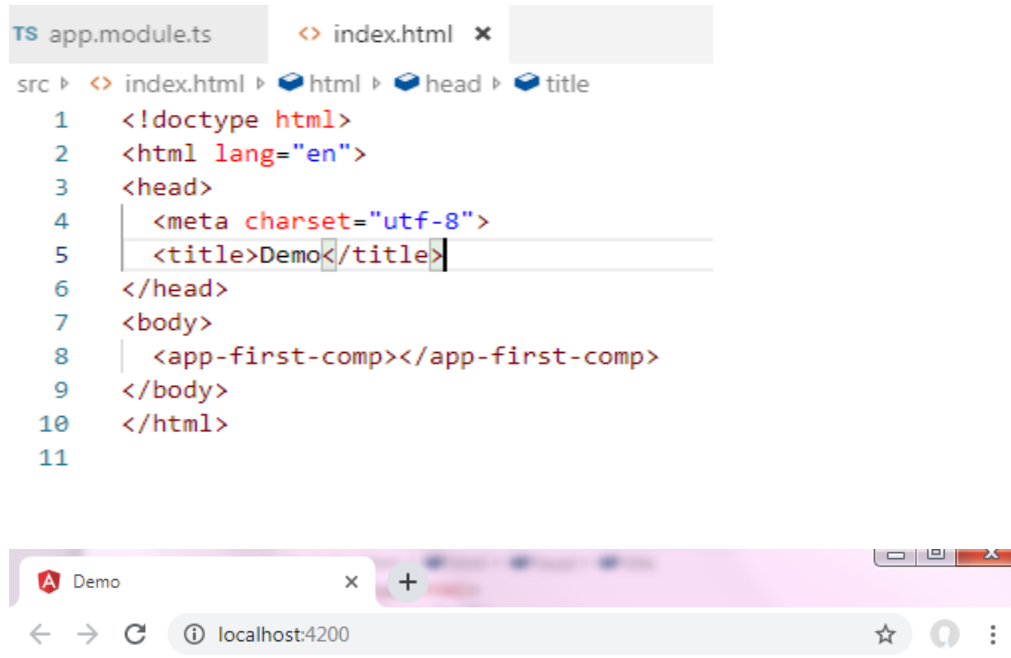 TS app.module.ts <> index.html ×
src ▷ <> index.html ▷ html ▷ head ▷ title
1 <!doctype html>
2 <html lang="en">
3 <head>
4   <meta charset="utf-8">
5   <title>Demo</title>
6 </head>
7 <body>
8   <app-first-comp></app-first-comp>
9 </body>
10 </html>
11
Demo × +
localhost:4200